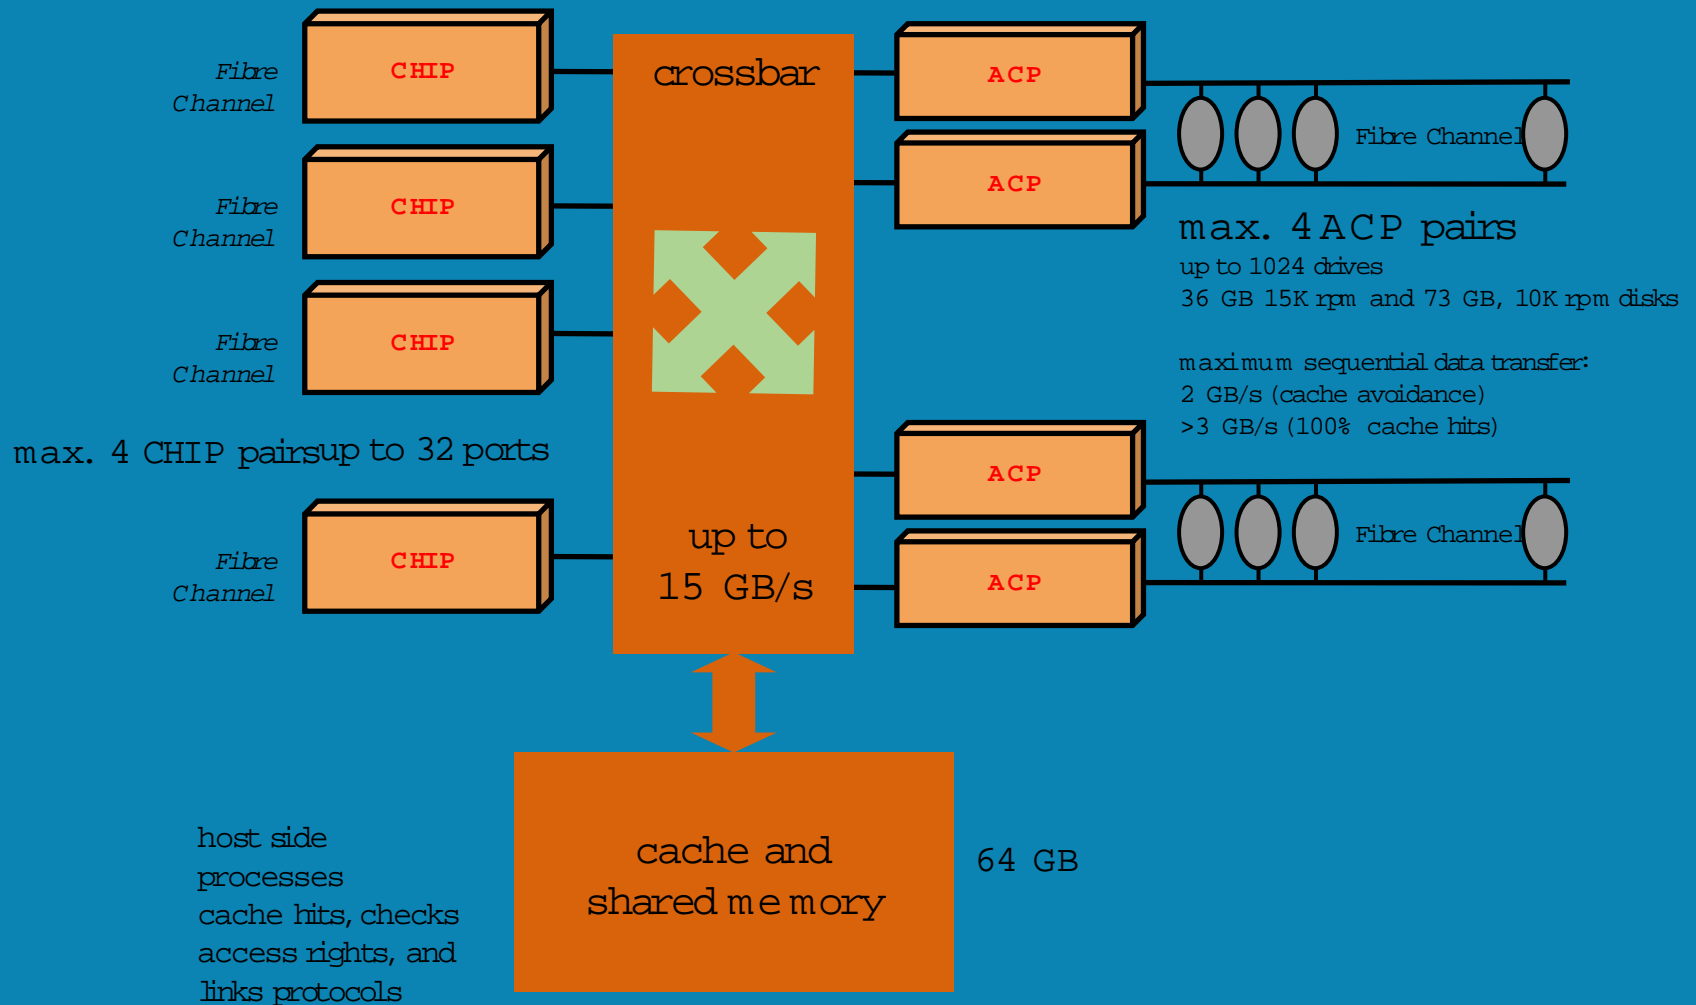 Fibre
Channel
CHIP
crossbar
ACP
Fibre Channel
ACP
Fibre
Channel
CHIP
max. 4 ACP pairs
up to 1024 drives
36 GB 15K rpm and 73 GB, 10K rpm disks
Fibre
Channel
CHIP
maximum sequential data transfer:
2 GB/s (cache avoidance)
>3 GB/s (100% cache hits)
max. 4 CHIP pairs up to 32 ports
ACP
Fibre Channel
Fibre
Channel
CHIP
up to
15 GB/s
ACP
host side
processes
cache hits, checks
access rights, and
links protocols
cache and
shared memory
64 GB